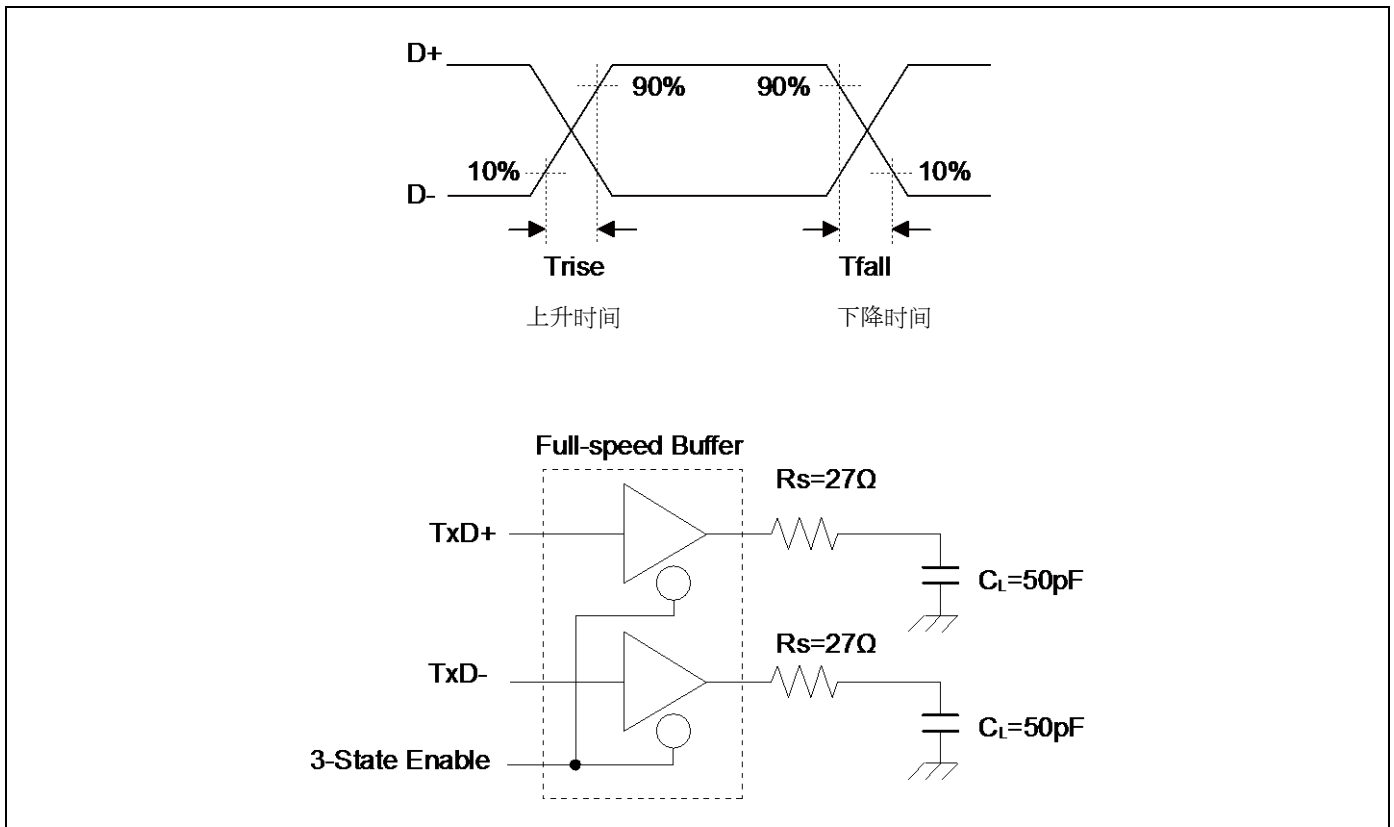 D+
90%
90%
10%
10%
D-
Trise
Tfall
上升时间
下降时间
Full-speed Buffer
Rs=27Ω
TxD+
CL=50pF
Rs=27Ω
TxD-
CL=50pF
3-State Enable